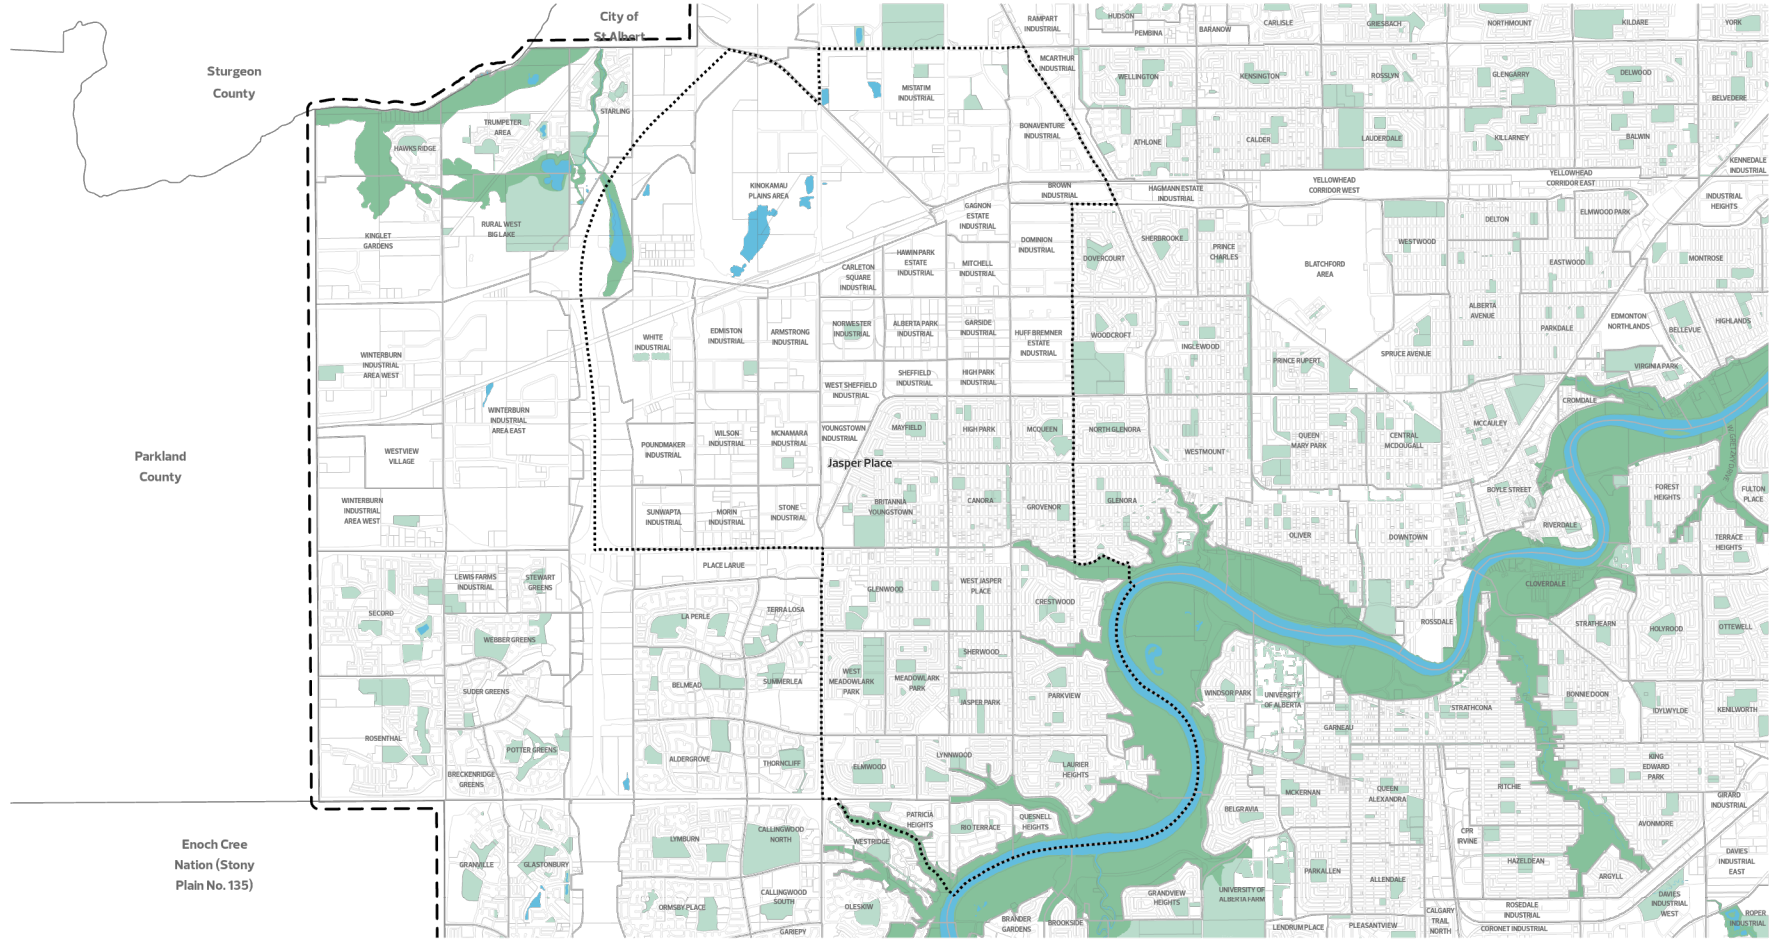 City of
St Albert
Sturgeon
County
Parkland
County
Enoch Cree
Nation (Stony
Plain No. 135)
Jasper Place
RAMPART
INDUSTRIAL
HUDSON
PEMBINA
BARANOW
CARLISLE
GRIESBACH
NORTHMOUNT
KILDARE
YORK
MCARTHUR
INDUSTRIAL
WELLINGTON
KENSINGTON
ROSSLYN
GLENGARRY
DELWOOD
BELVEDERE
STARLING
MISTATIM
INDUSTRIAL
TRUMPETER
AREA
HAWKS RIDGE
BONAVENTURE
INDUSTRIAL
ATHLONE
CALDER
LAUDERDALE
KILLARNEY
BALWIN
KENNEDALE
INDUSTRIAL
KINOKAMAU
PLAINS AREA
BROWN
INDUSTRIAL
HAGMANN ESTATE
INDUSTRIAL
YELLOWHEAD
CORRIDOR WEST
YELLOWHEAD
CORRIDOR EAST
INDUSTRIAL
HEIGHTS
KINGLET
GARDENS
RURAL WEST
BIG LAKE
GAGNON
ESTATE
INDUSTRIAL
DOMINION
INDUSTRIAL
DOVERCOURT
SHERBROOKE
PRINCE
CHARLES
BLATCHFORD
AREA
WESTWOOD
DELTON
ELMWOOD PARK
EASTWOOD
MONTROSE
CARLETON
SQUARE
INDUSTRIAL
HAWIN PARK
ESTATE
INDUSTRIAL
MITCHELL
INDUSTRIAL
WHITE
INDUSTRIAL
EDMISTON
INDUSTRIAL
ARMSTRONG
INDUSTRIAL
NORWESTER
INDUSTRIAL
ALBERTA PARK
INDUSTRIAL
GARSIDE
INDUSTRIAL
HUFF BREMNER
ESTATE
INDUSTRIAL
WOODCROFT
INGLEWOOD
PRINCE RUPERT
SPRUCE AVENUE
ALBERTA
AVENUE
PARKDALE
EDMONTON
NORTHLANDS
BELLEVUE
HIGHLANDS
VIRGINIA PARK
WINTERBURN
INDUSTRIAL
AREA WEST
WINTERBURN
INDUSTRIAL
AREA EAST
WEST SHEFFIELD
INDUSTRIAL
SHEFFIELD
INDUSTRIAL
HIGH PARK
INDUSTRIAL
CROMDALE
WESTVIEW
VILLAGE
POUNDMAKER
INDUSTRIAL
WILSON
INDUSTRIAL
MCNAMARA
INDUSTRIAL
YOUNGSTOWN
INDUSTRIAL
MAYFIELD
HIGH PARK
MCQUEEN
NORTH GLENORA
WESTMOUNT
QUEEN
MARY PARK
CENTRAL
MCDOUGALL
MCCAULEY
WINTERBURN
INDUSTRIAL
AREA WEST
SUNWAPTA
INDUSTRIAL
MORIN
INDUSTRIAL
STONE
INDUSTRIAL
BRITANNIA
YOUNGSTOWN
CANORA
GROVENOR
GLENORA
OLIVER
DOWNTOWN
BOYLE STREET
RIVERDALE
FOREST
HEIGHTS
FULTON
PLACE
TERRACE
HEIGHTS
PLACE LARUE
LEWIS FARMS
INDUSTRIAL
STEWART
GREENS
SECORD
WEBBER GREENS
LA PERLE
TERRA LOSA
GLENWOOD
WEST JASPER
PLACE
CRESTWOOD
ROSSDALE
CLOVERDALE
STRATHEARN
HOLYROOD
OTTEWELL
SUDER GREENS
BELMEAD
SUMMERLEA
WEST
MEADOWLARK
PARK
MEADOWLARK
PARK
SHERWOOD
JASPER PARK
PARKVIEW
WINDSOR PARK
UNIVERSITY
OF ALBERTA
GARNEAU
STRATHCONA
BONNIE DOON
IDYLWYLDE
KENILWORTH
ROSENTHAL
POTTER GREENS
BRECKENRIDGE
GREENS
ALDERGROVE
THORNCLIFF
ELMWOOD
LYNNWOOD
LAURIER
HEIGHTS
BELGRAVIA
MCKERNAN
QUEEN
ALEXANDRA
RITCHIE
KING
EDWARD
PARK
GIRARD
INDUSTRIAL
AVONMORE
PATRICIA
HEIGHTS
RIO TERRACE
QUESNELL
HEIGHTS
WESTRIDGE
GRANVILLE
GLASTONBURY
LYMBURN
CALLINGWOOD
NORTH
CALLINGWOOD
SOUTH
ORMSBY PLACE
GARIEPY
OLESKIW
BRANDER
GARDENS
BROOKSIDE
GRANDVIEW
HEIGHTS
UNIVERSITY OF
ALBERTA FARM
PARKALLEN
ALLENDALE
CPR
IRVINE
HAZELDEAN
ARGYLL
DAVIES
INDUSTRIAL
EAST
DAVIES
INDUSTRIAL
WEST
ROPER
INDUSTRIAL
LENDRUM PLACE
PLEASANTVIEW
CALGARY
TRAIL
NORTH
ROSEDALE
INDUSTRIAL
CORONET INDUSTRIAL